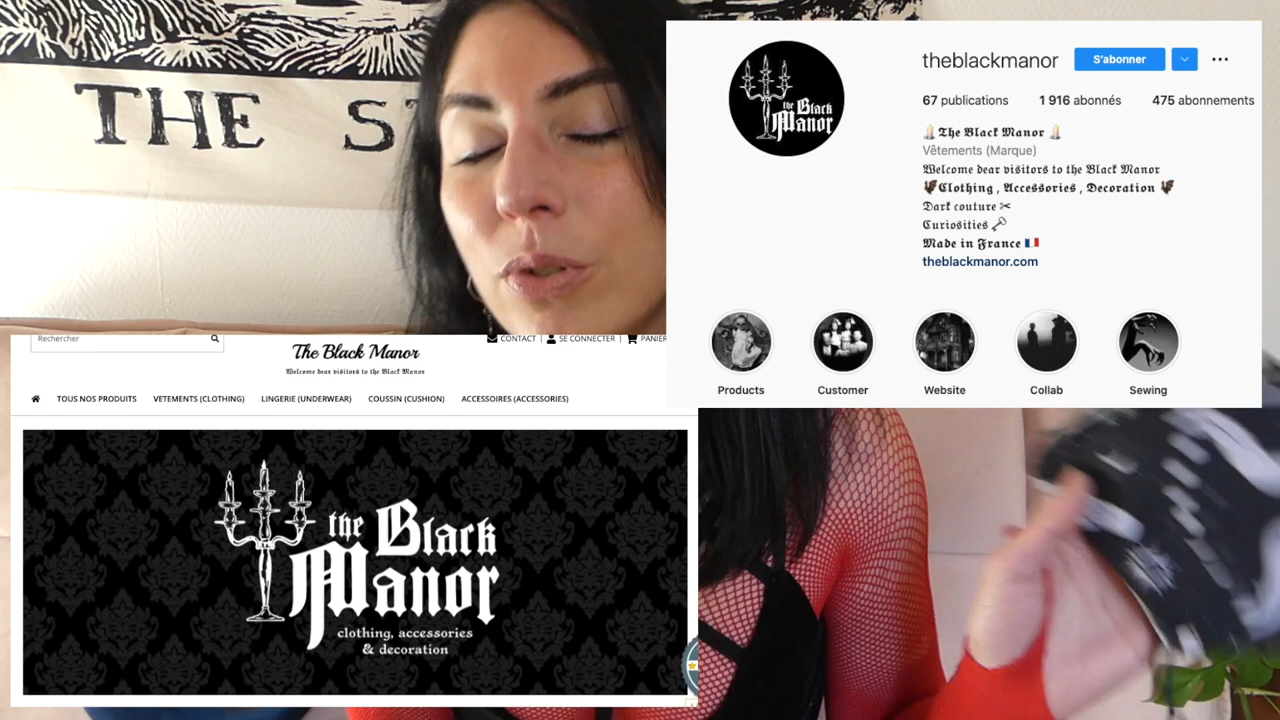 THE S
theblackmanor S'abonner
67 publications 1 916 abonnés 475 abonnements
the Black
Manor
The Black Manor
Vêtements (Marque)
Welcome dear visitors to the Black Manor
Clothing , Accessories , Decoration
Dark couture
Curiosities
Made in France
theblackmanor.com
Products Customer Website Collab Sewing
Rechercher
CONTACT | SE CONNECTER | PANIER
The Black Manor
Welcome dear visitors to the Black Manor
TOUS NOS PRODUITS VETEMENTS (CLOTHING) LINGERIE (UNDERWEAR) COUSSIN (CUSHION) ACCESSOIRES (ACCESSORIES)
the Black
Manor
clothing, accessories
& decoration